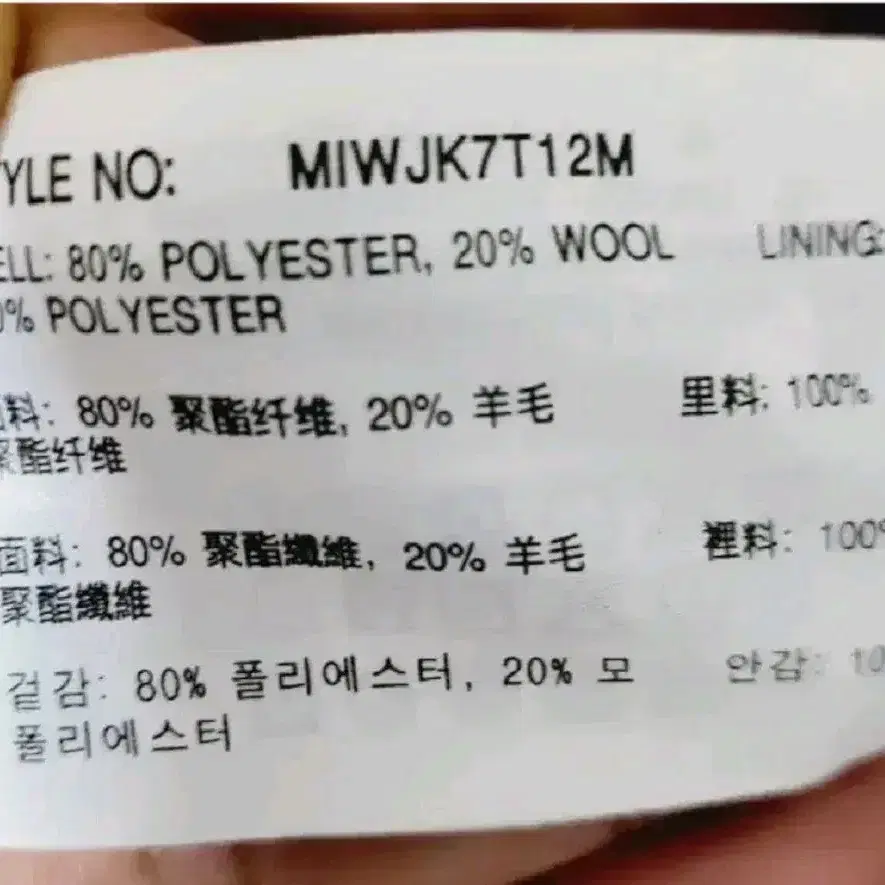 YLE NO: MIWJK7T12M
ELL: 80% POLYESTER, 20% WOOL LINING:
0% POLYESTER
料: 80% 聚酯纤维, 20% 羊毛 里料: 100%
聚酯纤维
面料: 80% 聚酯纖維, 20% 羊毛 裡料: 100%
聚酯纖維
겉감: 80% 폴리에스터, 20% 모 안감: 10
폴리에스터